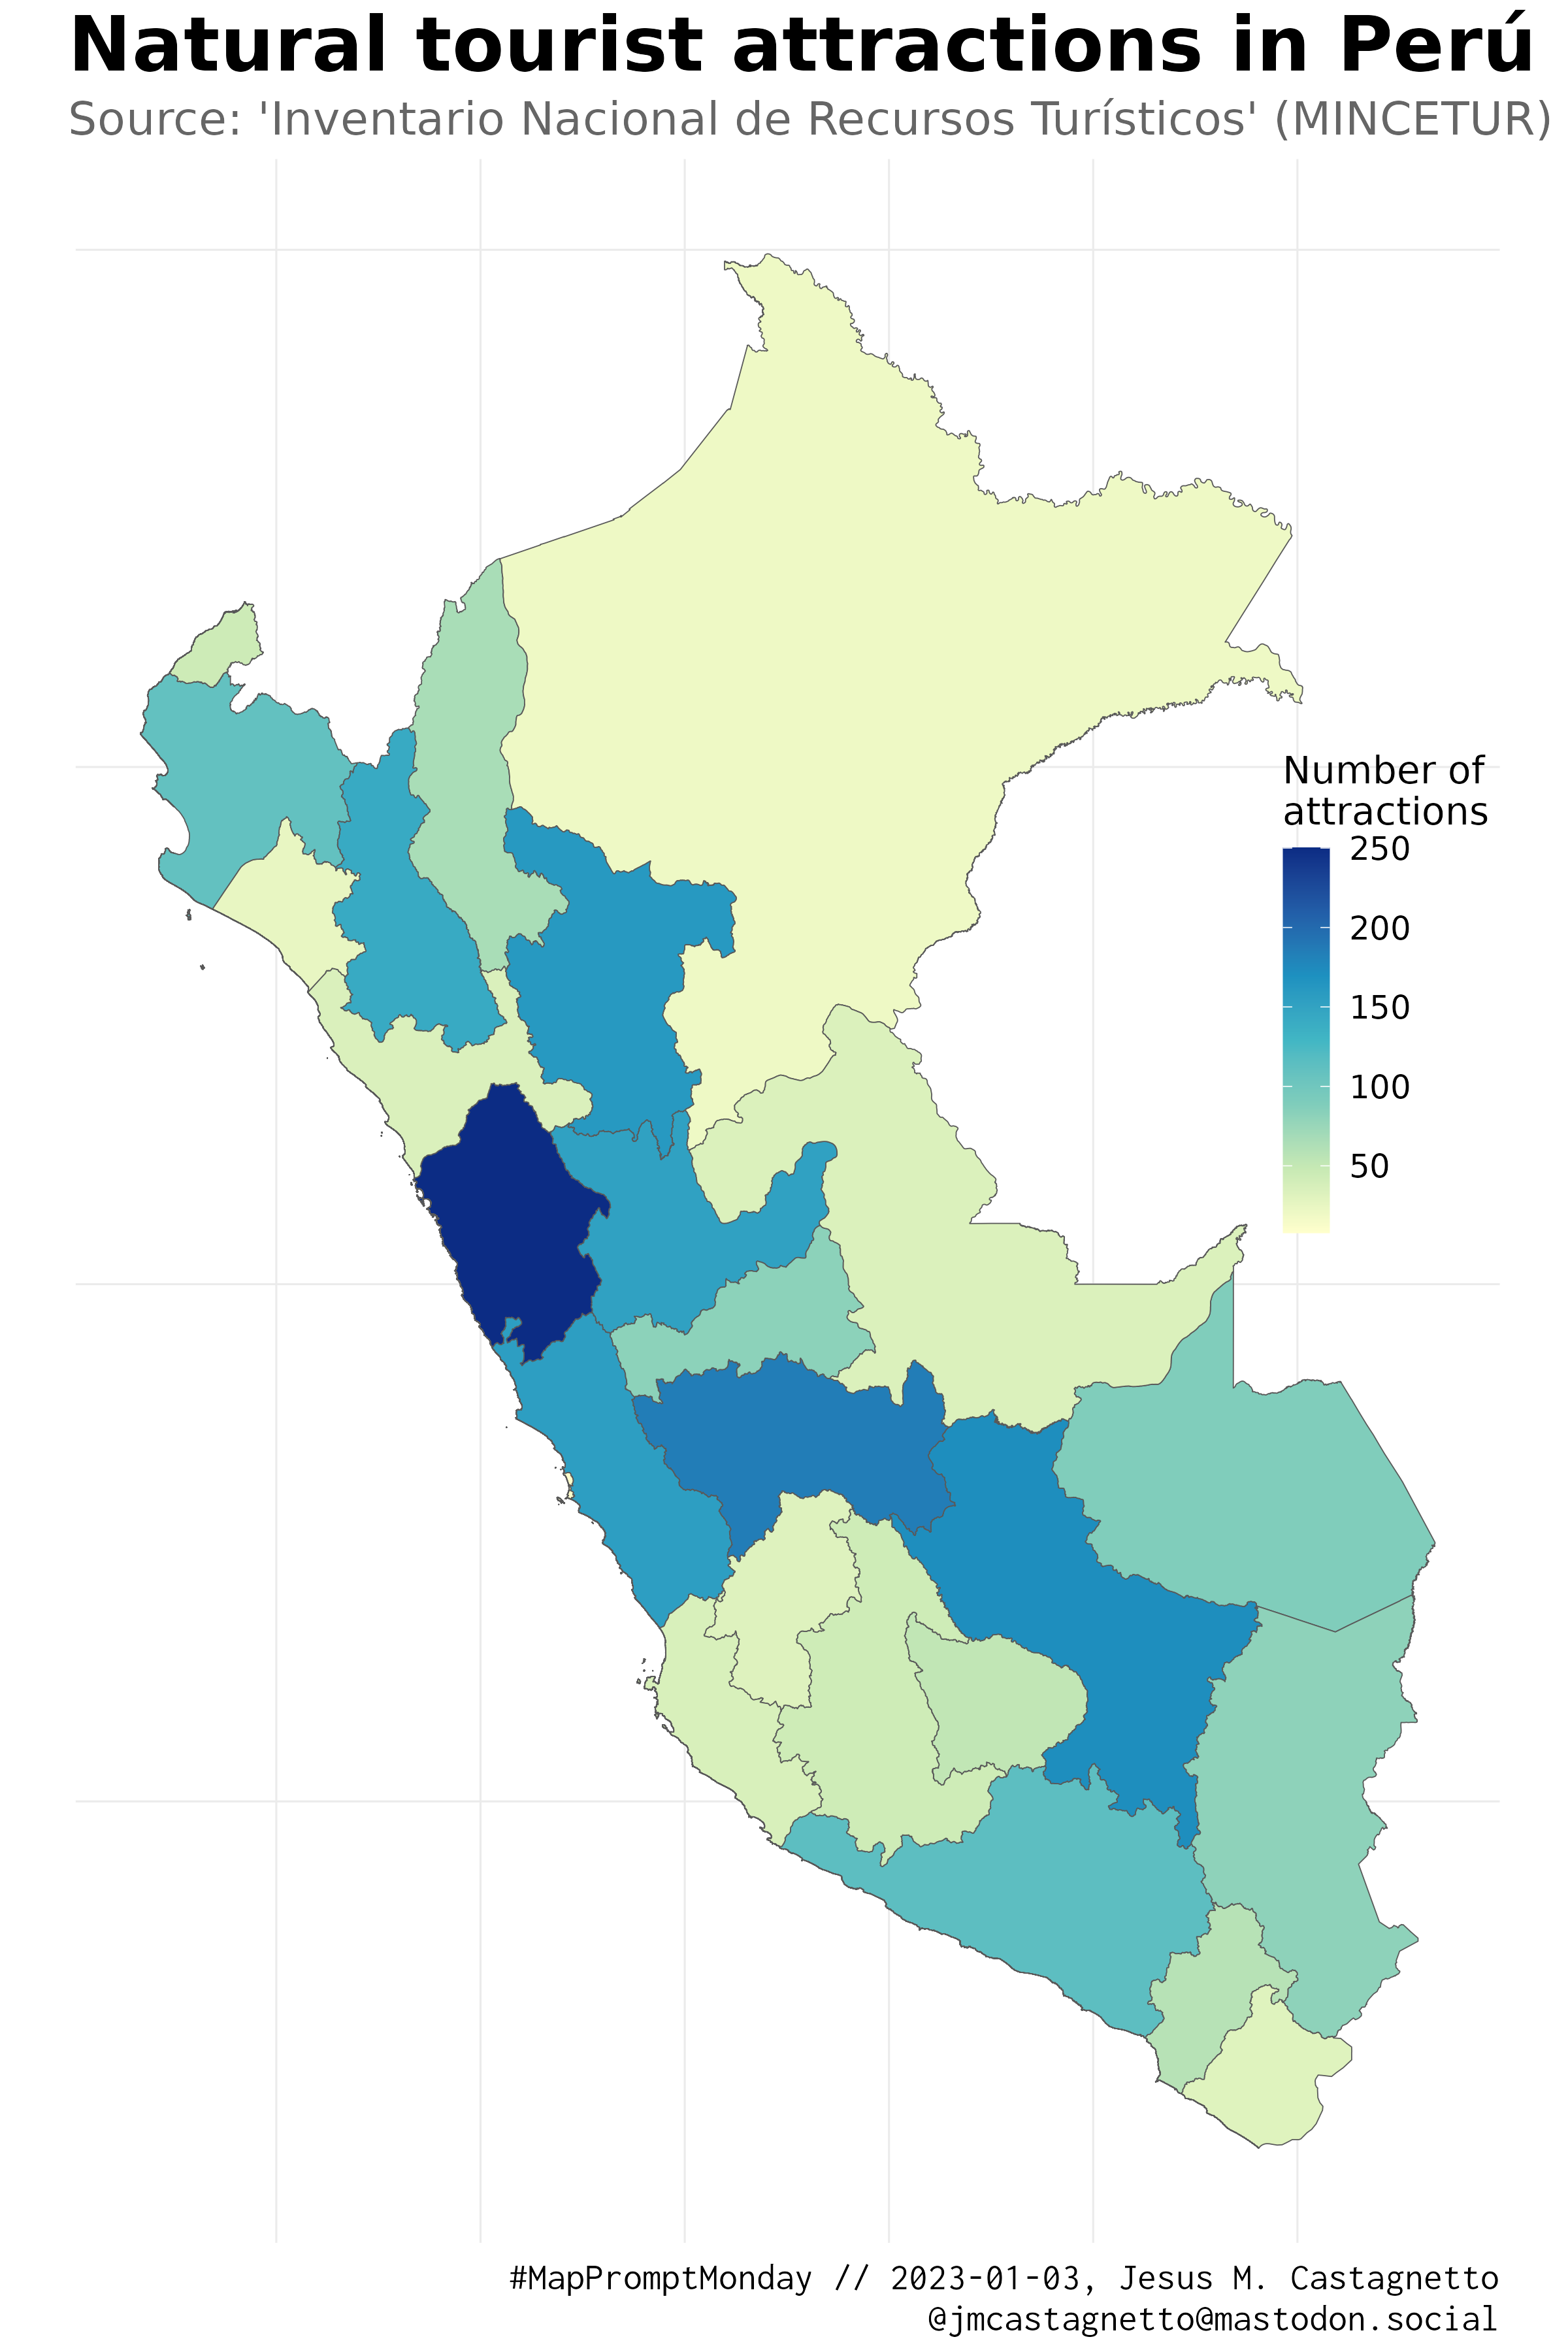 Natural tourist attractions in Perú
Source: 'Inventario Nacional de Recursos Turísticos' (MINCETUR)
Number of
attractions
250
200
150
100
50
#MapPromptMonday // 2023-01-03, Jesus M. Castagnetto
@jmcastagnetto@mastodon.social